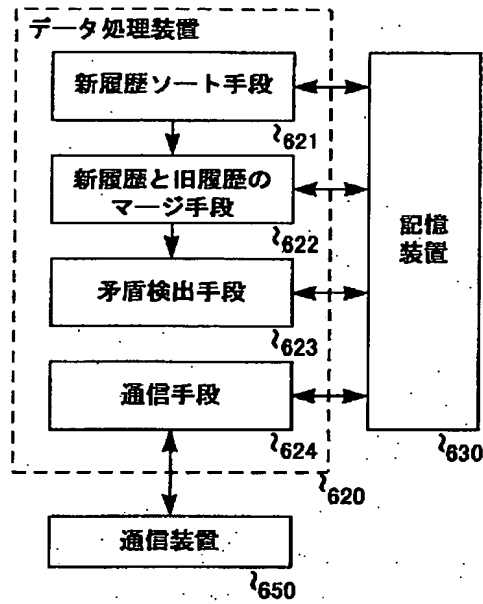 データ処理装置
新履歴ソート手段
621
新履歴と旧履歴の
マージ手段
622
矛盾検出手段
623
通信手段
624
620
記憶
装置
630
通信装置
650